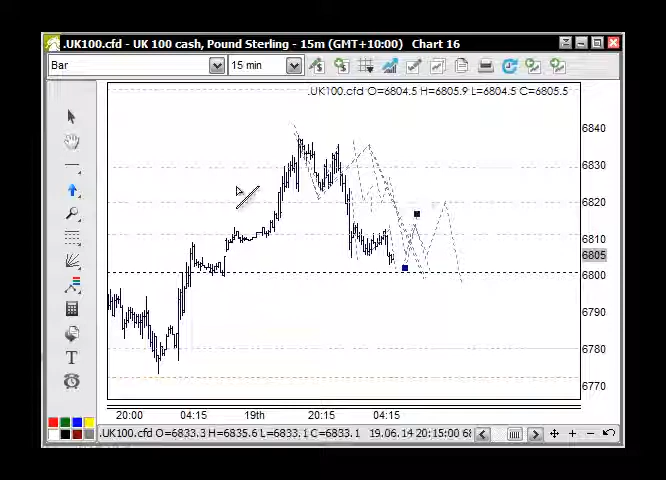 .UK100.cfd - UK 100 cash, Pound Sterling - 15m (GMT+10:00) Chart 16
Bar 15 min
.UK100.cfd O=6804.5 H=6805.9 L=6804.5 C=6805.5
6840
6830
6820
6810
6805
6800
6790
6780
6770
T
20:00 04:15 19th 20:15 04:15
.UK100.cfd O=6833.3 H=6835.6 L=6833.1 C=6833.1 19.06.14 20:15:00 68